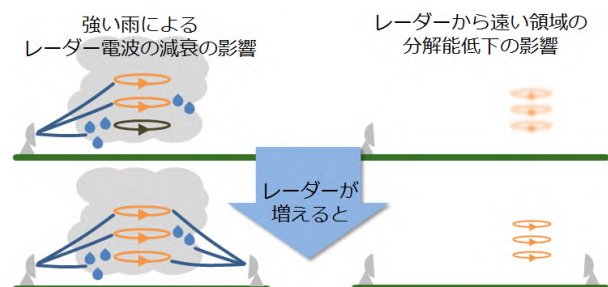 強い雨による
レーダー電波の減衰の影響
レーダーから遠い領域の
分解能低下の影響
レーダーが
増えると